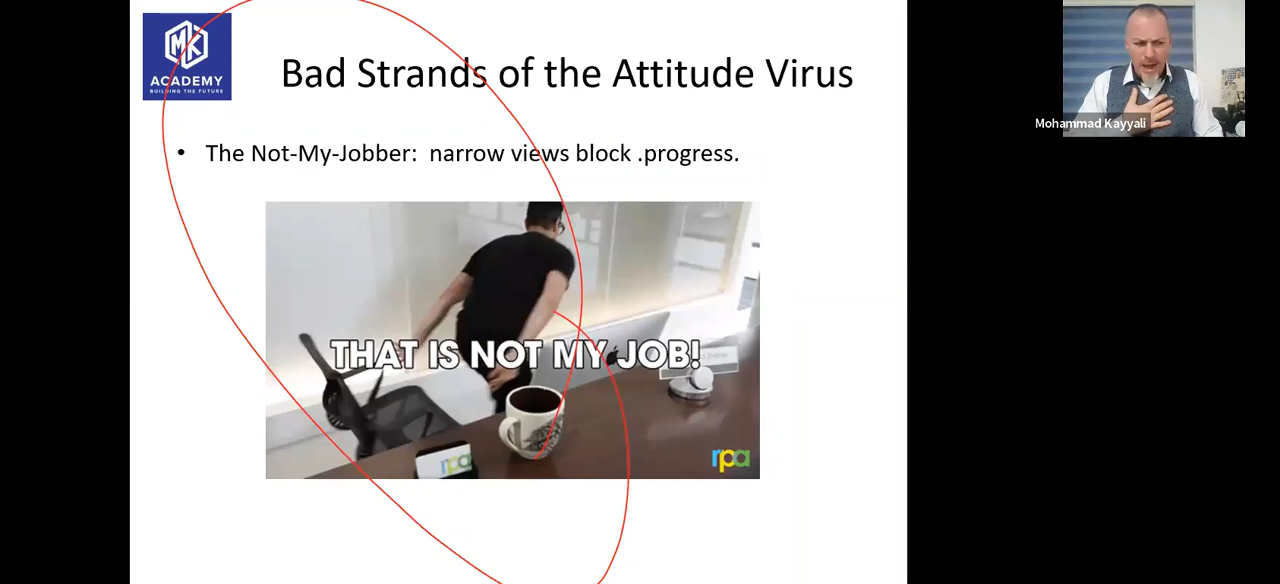 MK
ACADEMY
BUILDING THE FUTURE
Bad Strands of the Attitude Virus
Mohammad Kayyali
• The Not-My-Jobber:  narrow views block .progress.
THAT IS NOT MY JOB!
rpa
rpa